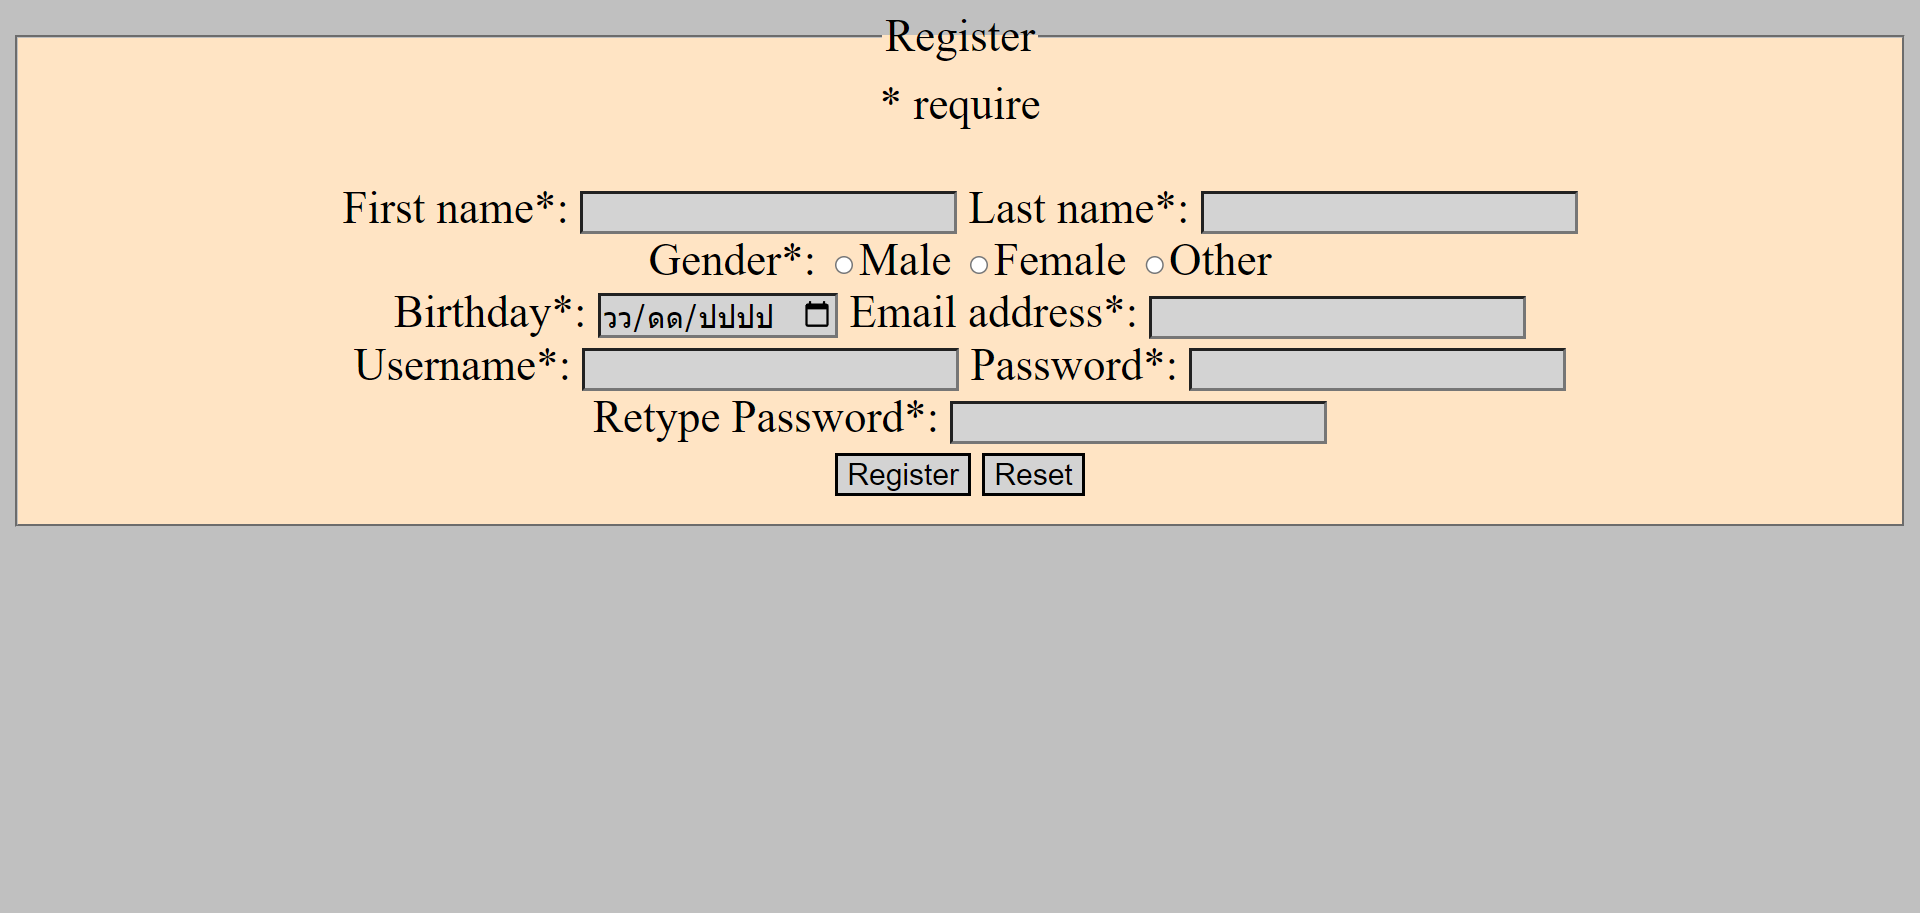 Register
* require
First name*: Last name*:
Gender*: Male Female Other
Birthday*: วว/ดด/ปปปป Email address*:
Username*: Password*:
Retype Password*:
Register Reset